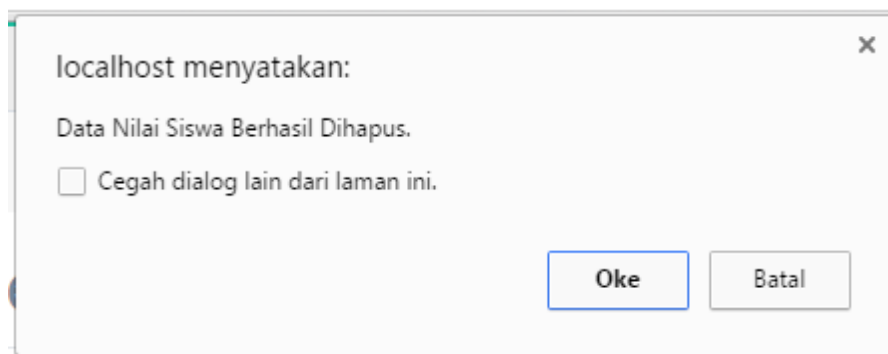 localhost menyatakan:
Data Nilai Siswa Berhasil Dihapus.
Cegah dialog lain dari laman ini.
Oke Batal